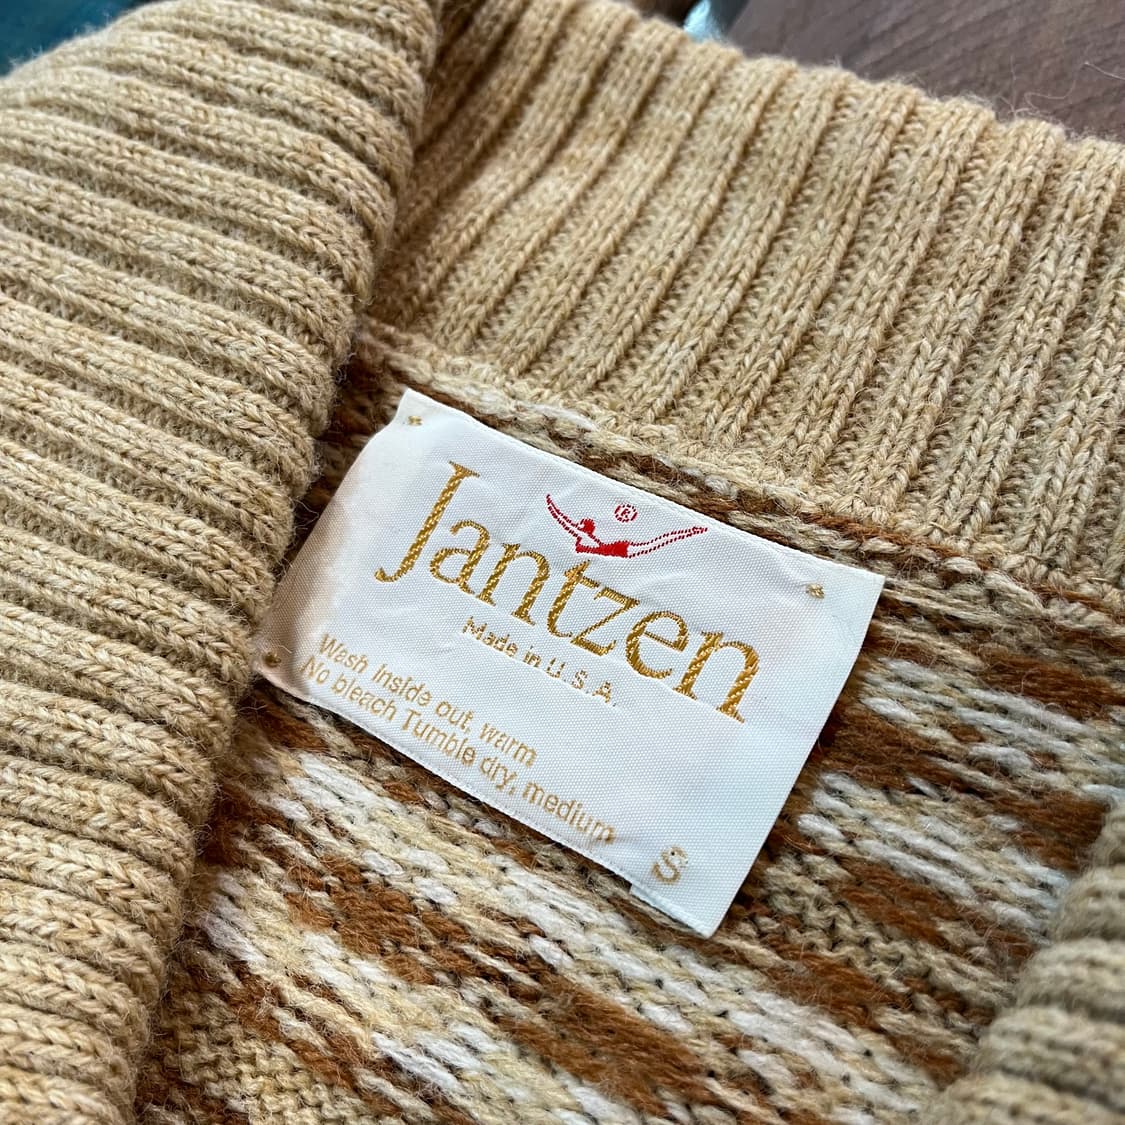 ®
Jantzen
Made in U.S.A.
Wash inside out, warm
No bleach Tumble dry, medium
S